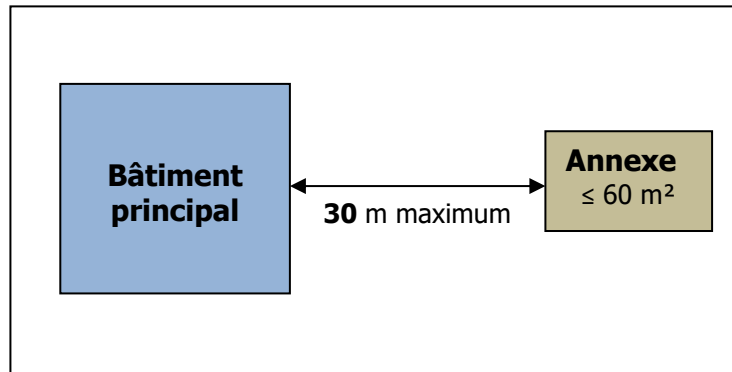 Bâtiment
principal
30 m maximum
Annexe
≤ 60 m²